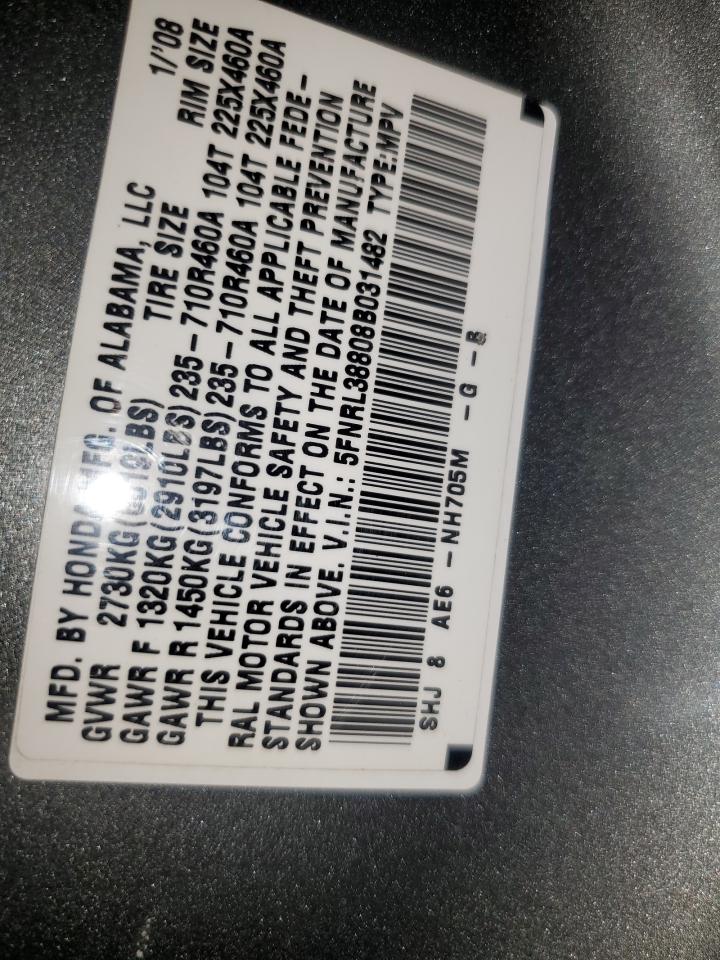 MFD. BY HONDA MFG. OF ALABAMA, LLC 1/'08
GVWR 2730KG (6019LBS) TIRE SIZE RIM SIZE
GAWR F 1320KG (2910LBS) 235-710R460A 104T 225X460A
GAWR R 1450KG (3197LBS) 235-710R460A 104T 225X460A
THIS VEHICLE CONFORMS TO ALL APPLICABLE FEDE-
RAL MOTOR VEHICLE SAFETY AND THEFT PREVENTION
STANDARDS IN EFFECT ON THE DATE OF MANUFACTURE
SHOWN ABOVE. V.I.N.: 5FNRL38808B031482 TYPE:MPV
SHJ 8 AE6 - NH705M - G - B